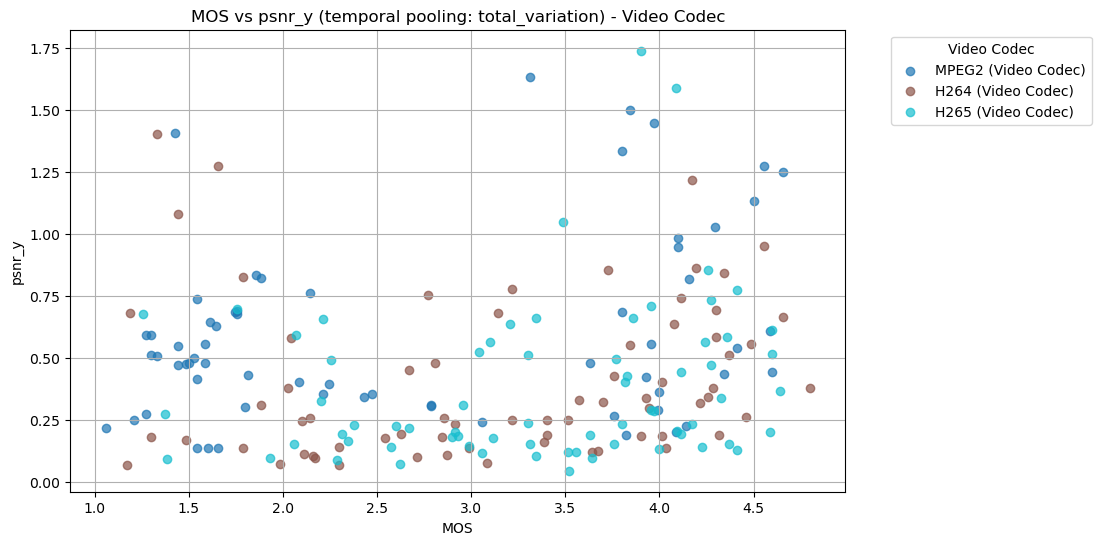 MOS vs psnr_y (temporal pooling: total_variation) - Video Codec
Video Codec
MPEG2 (Video Codec)
H264 (Video Codec)
H265 (Video Codec)
psnr_y
1.75
1.50
1.25
1.00
0.75
0.50
0.25
0.00
1.0 1.5 2.0 2.5 3.0 3.5 4.0 4.5
MOS